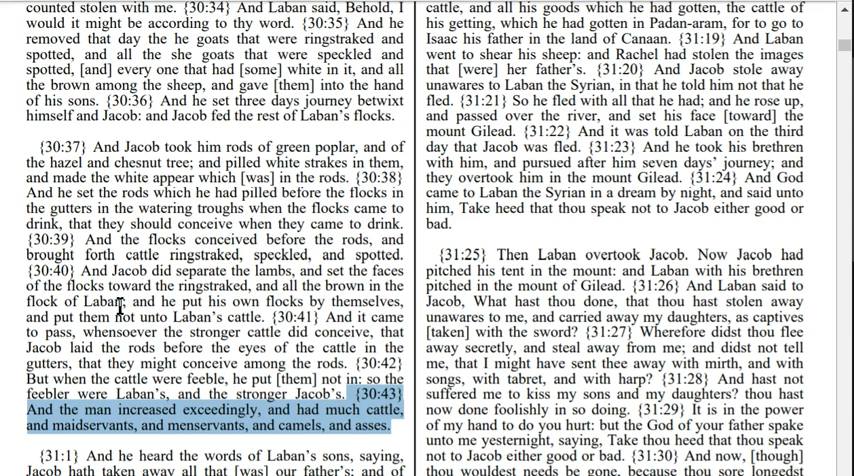 counted stolen with me. {30:34} And Laban said, Behold, I
would it might be according to thy word. {30:35} And he
removed that day the he goats that were ringstraked and
spotted, and all the she goats that were speckled and
spotted, [and] every one that had [some] white in it, and all
the brown among the sheep, and gave [them] into the hand
of his sons. {30:36} And he set three days journey betwixt
himself and Jacob: and Jacob fed the rest of Laban’s flocks.
{30:37} And Jacob took him rods of green poplar, and of
the hazel and chesnut tree; and pilled white strakes in them,
and made the white appear which [was] in the rods. {30:38}
And he set the rods which he had pilled before the flocks in
the gutters in the watering troughs when the flocks came to
drink, that they should conceive when they came to drink.
{30:39} And the flocks conceived before the rods, and
brought forth cattle ringstraked, speckled, and spotted.
{30:40} And Jacob did separate the lambs, and set the faces
of the flocks toward the ringstraked, and all the brown in the
flock of Laban; and he put his own flocks by themselves,
and put them not unto Laban’s cattle. {30:41} And it came
to pass, whensoever the stronger cattle did conceive, that
Jacob laid the rods before the eyes of the cattle in the
gutters, that they might conceive among the rods. {30:42}
But when the cattle were feeble, he put [them] not in: so the
feebler were Laban’s, and the stronger Jacob’s. {30:43}
And the man increased exceedingly, and had much cattle,
and maidservants, and menservants, and camels, and asses.
{31:1} And he heard the words of Laban’s sons, saying,
Jacob hath taken away all that [was] our father’s; and of
cattle, and all his goods which he had gotten, the cattle of
his getting, which he had gotten in Padan-aram, for to go to
Isaac his father in the land of Canaan. {31:19} And Laban
went to shear his sheep: and Rachel had stolen the images
that [were] her father’s. {31:20} And Jacob stole away
unawares to Laban the Syrian, in that he told him not that he
fled. {31:21} So he fled with all that he had; and he rose up,
and passed over the river, and set his face [toward] the
mount Gilead. {31:22} And it was told Laban on the third
day that Jacob was fled. {31:23} And he took his brethren
with him, and pursued after him seven days’ journey; and
they overtook him in the mount Gilead. {31:24} And God
came to Laban the Syrian in a dream by night, and said unto
him, Take heed that thou speak not to Jacob either good or
bad.
{31:25} Then Laban overtook Jacob. Now Jacob had
pitched his tent in the mount: and Laban with his brethren
pitched in the mount of Gilead. {31:26} And Laban said to
Jacob, What hast thou done, that thou hast stolen away
unawares to me, and carried away my daughters, as captives
[taken] with the sword? {31:27} Wherefore didst thou flee
away secretly, and steal away from me; and didst not tell
me, that I might have sent thee away with mirth, and with
songs, with tabret, and with harp? {31:28} And hast not
suffered me to kiss my sons and my daughters? thou hast
now done foolishly in so doing. {31:29} It is in the power
of my hand to do you hurt: but the God of your father spake
unto me yesternight, saying, Take thou heed that thou speak
not to Jacob either good or bad. {31:30} And now, [though]
thou wouldest needs be gone, because thou sore longedst